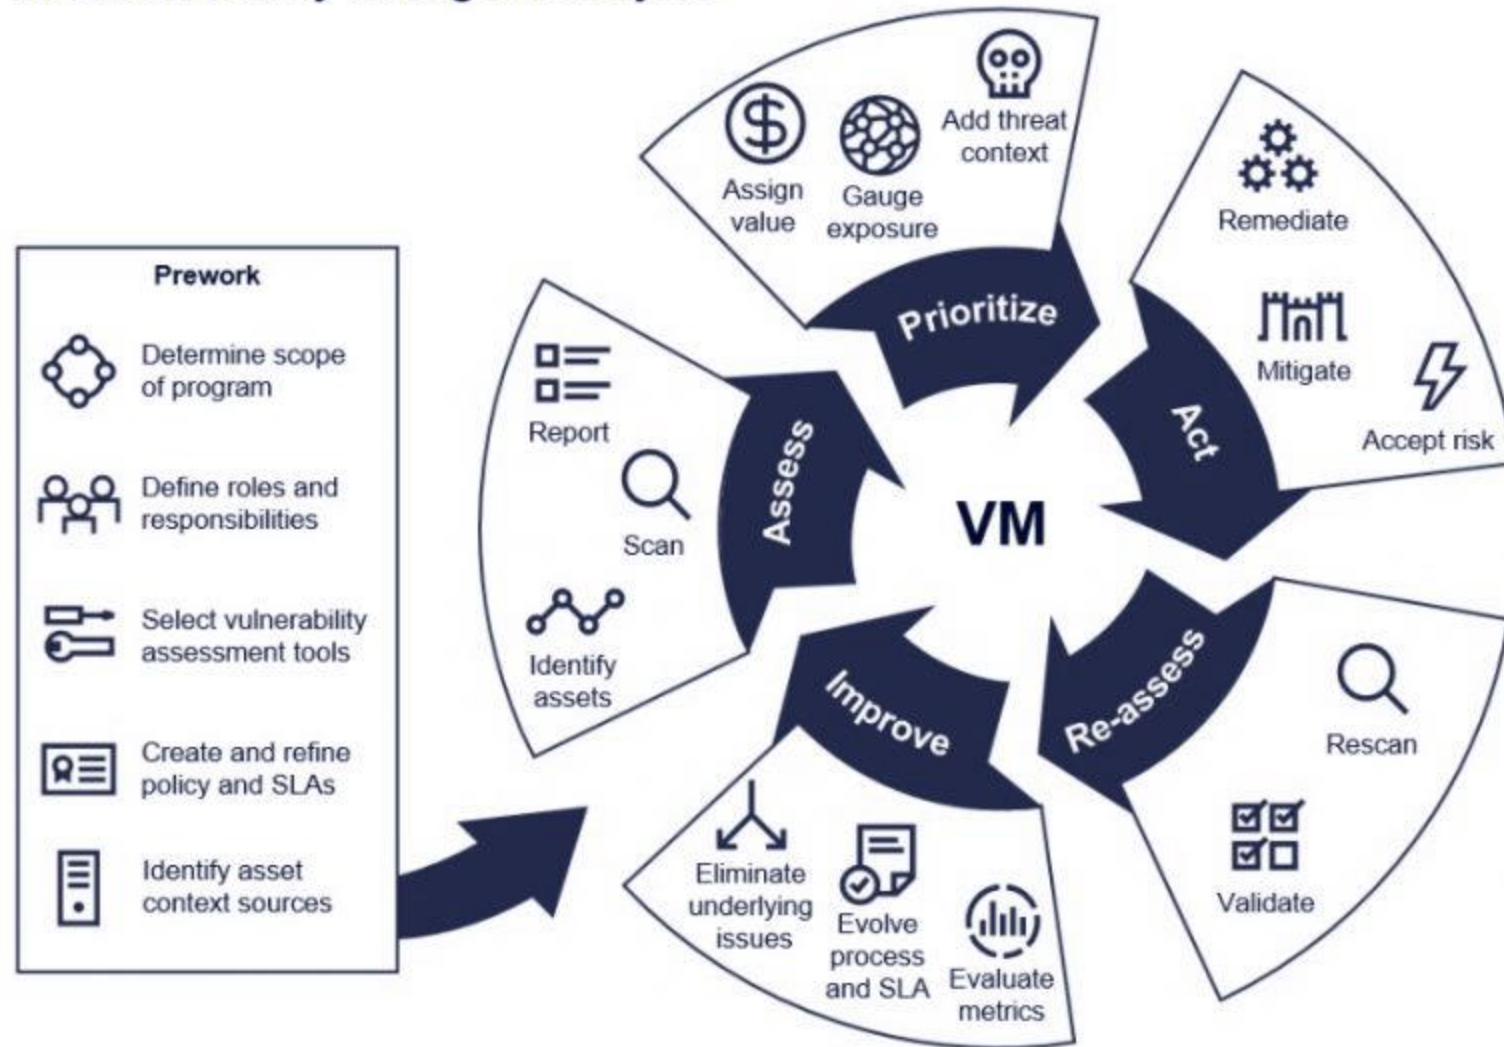 Prework
Determine scope
of program
Define roles and
responsibilities
Select vulnerability
assessment tools
Create and refine
policy and SLAs
Identify asset
context sources
Assess
Report
Scan
Identify
assets
Prioritize
Assign
value
Gauge
exposure
Add threat
context
Act
Remediate
Mitigate
Accept risk
Re-assess
Rescan
Validate
Improve
Eliminate
underlying
issues
Evolve
process
and SLA
Evaluate
metrics
VM